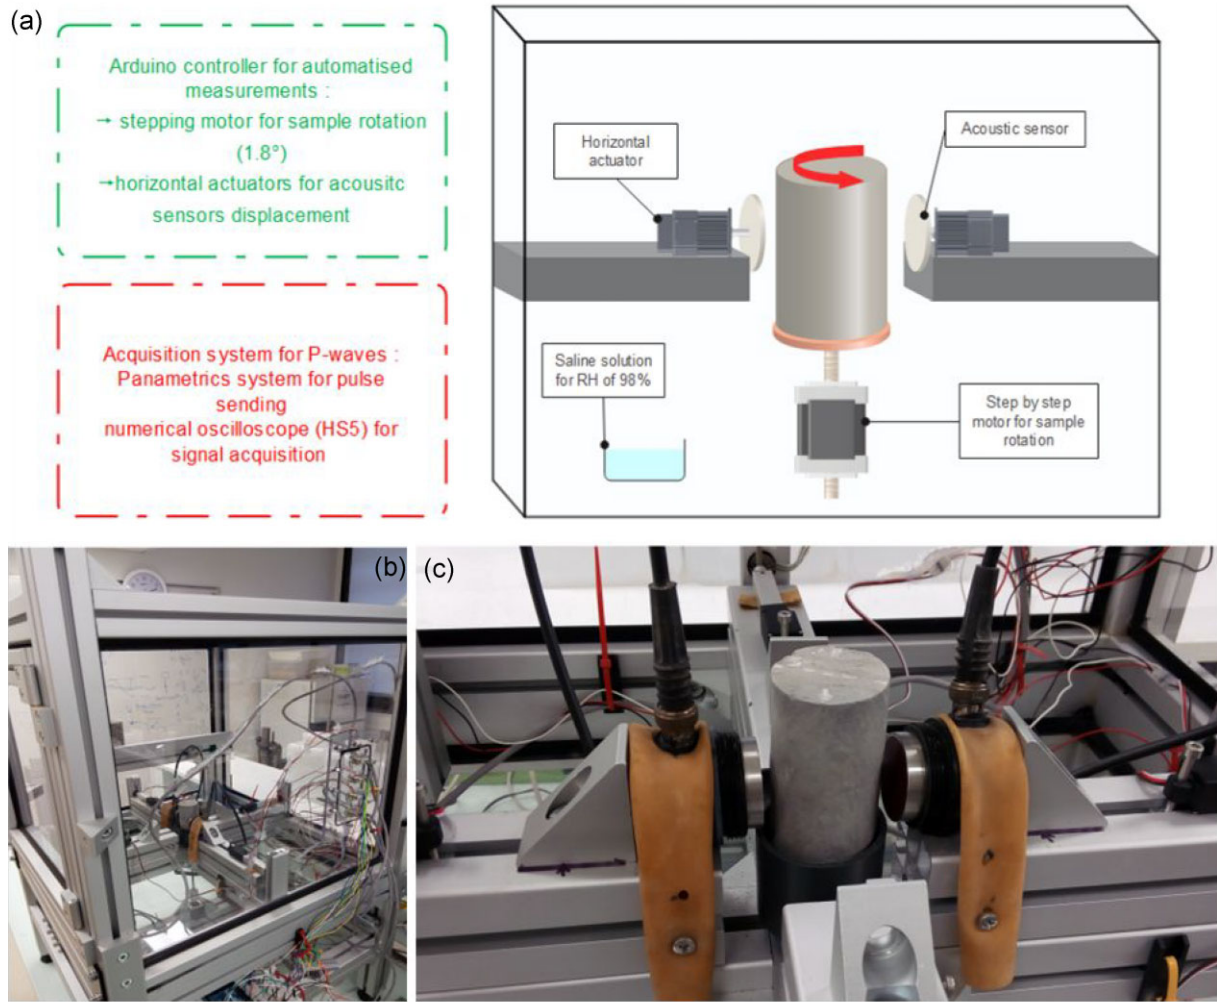 (a)
Arduino controller for automatised
measurements :
→ stepping motor for sample rotation
(1.8°)
→horizontal actuators for acousitc
sensors displacement
Acquisition system for P-waves :
Panametrics system for pulse
sending
numerical oscilloscope (HS5) for
signal acquisition
Horizontal
actuator
Acoustic sensor
Saline solution
for RH of 98%
Step by step
motor for sample
rotation
(b)
(c)